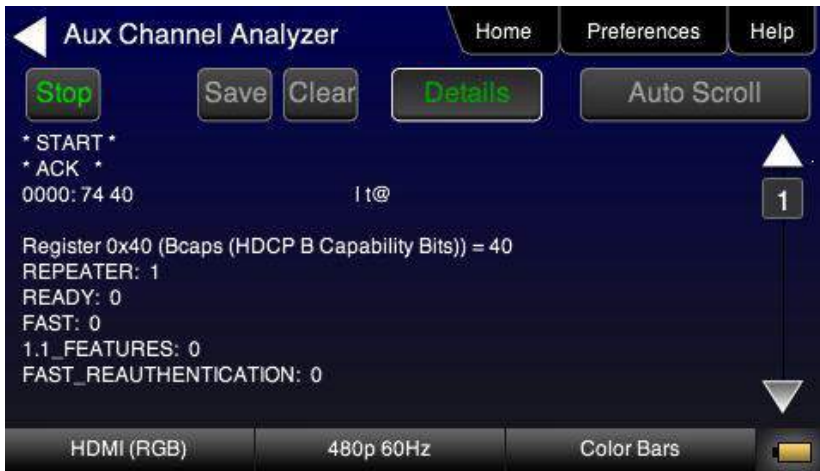 Aux Channel Analyzer Home Preferences Help
Stop Save Clear Details Auto Scroll
* START *
* ACK *
0000: 74 40 | t@
1
Register 0x40 (Bcaps (HDCP B Capability Bits)) = 40
REPEATER: 1
READY: 0
FAST: 0
1.1_FEATURES: 0
FAST_REAUTHENTICATION: 0
HDMI (RGB) 480p 60Hz Color Bars